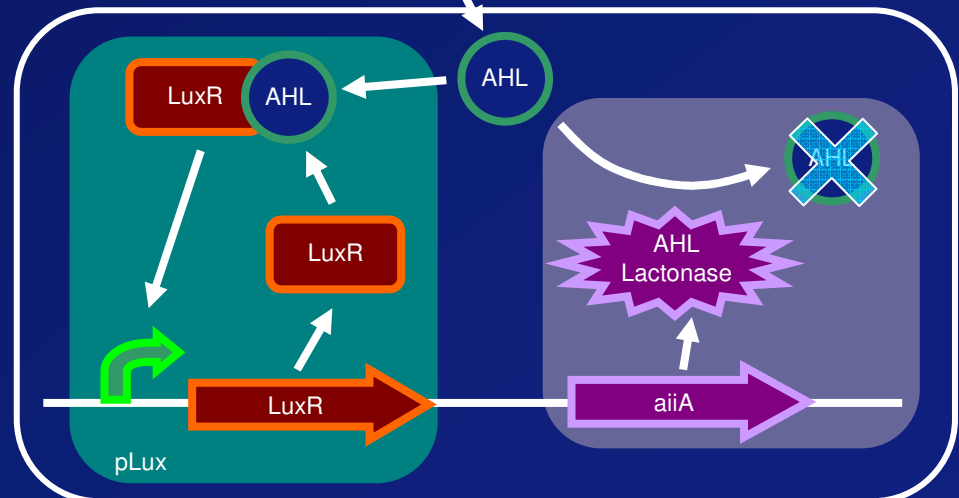 AHL
LuxR
AHL
AHL
LuxR
AHL
Lactonase
LuxR
aiiA
pLux